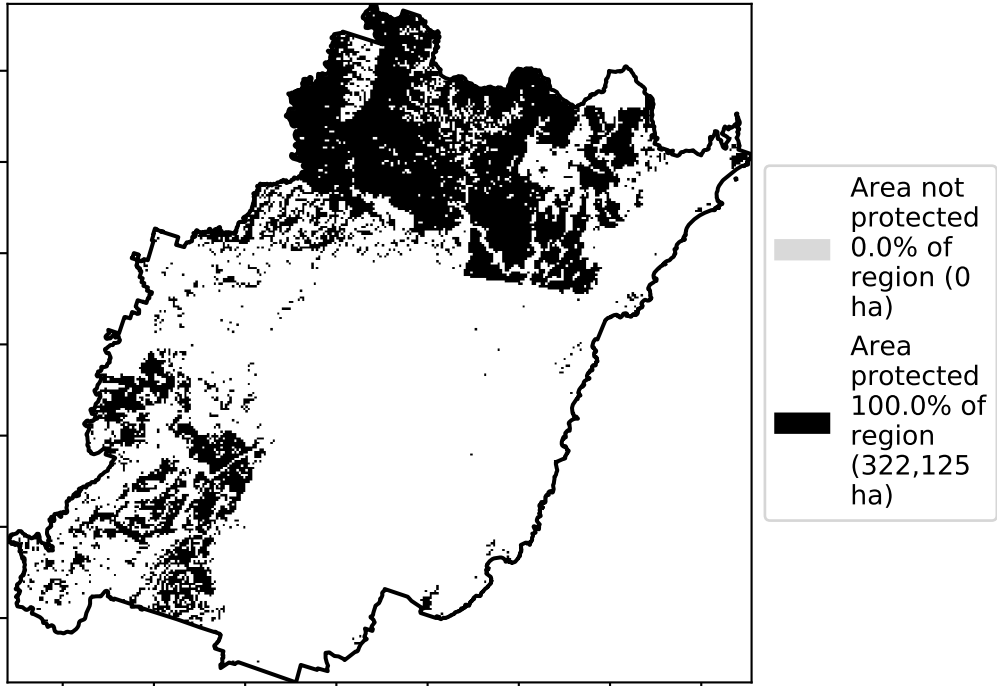 Area not
protected
0.0% of
region (0
ha)
Area
protected
100.0% of
region
(322,125
ha)